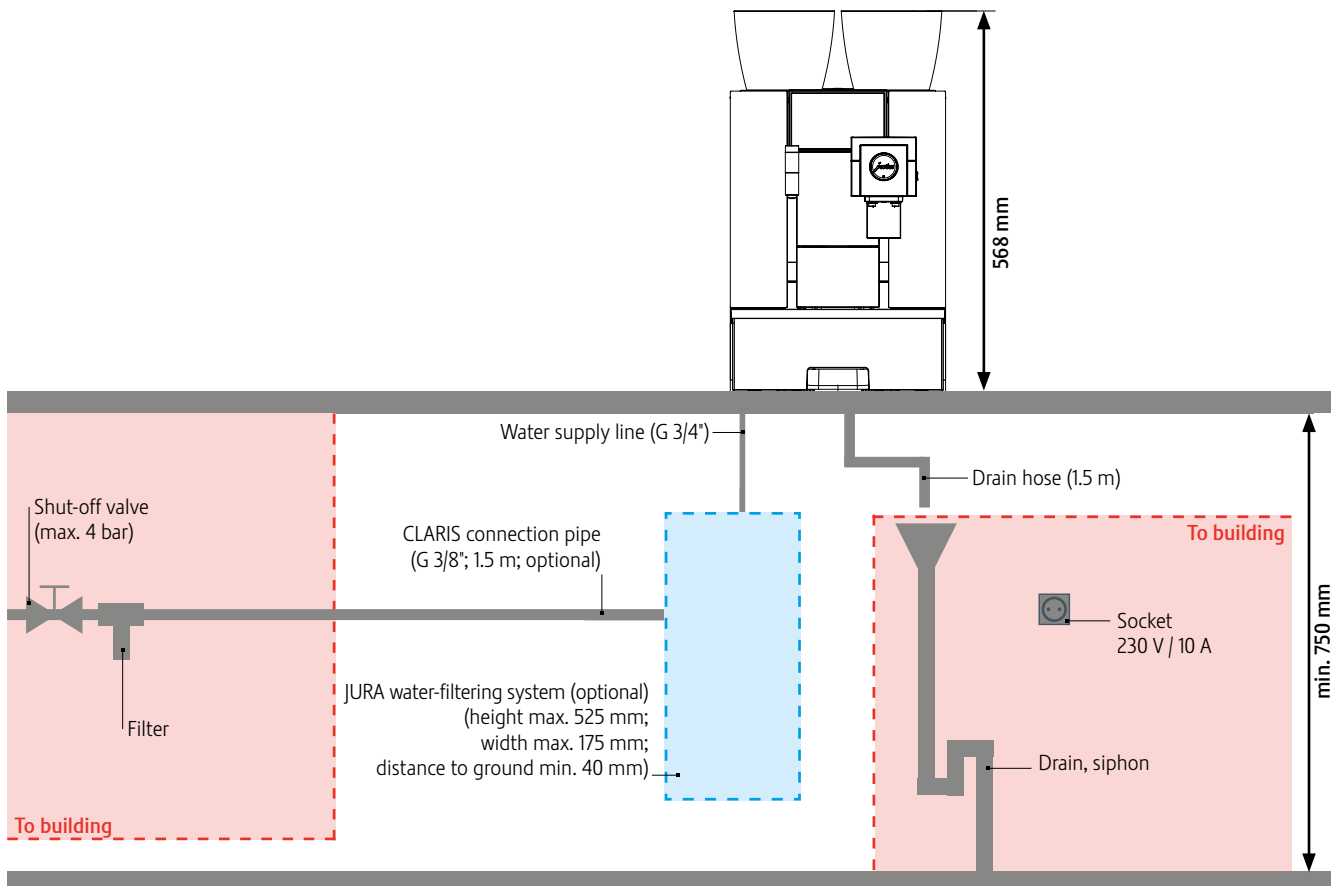 568 mm
Water supply line (G 3/4")
Drain hose (1.5 m)
Shut-off valve
(max. 4 bar)
CLARIS connection pipe
(G 3/8"; 1.5 m; optional)
To building
Socket
230 V / 10 A
min. 750 mm
JURA water-filtering system (optional)
(height max. 525 mm;
width max. 175 mm;
distance to ground min. 40 mm)
Filter
Drain, siphon
To building
jura